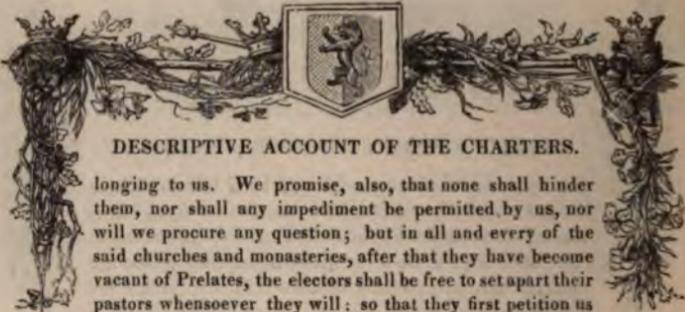 DESCRIPTIVE ACCOUNT OF THE CHARTERS.
longing to us. We promise, also, that none shall hinder
them, nor shall any impediment be permitted by us, nor
will we procure any question; but in all and every of the
said churches and monasteries, after that they have become
vacant of Prelates, the electors shall be free to set apart their
pastors whensoever they will: so that they first petition us